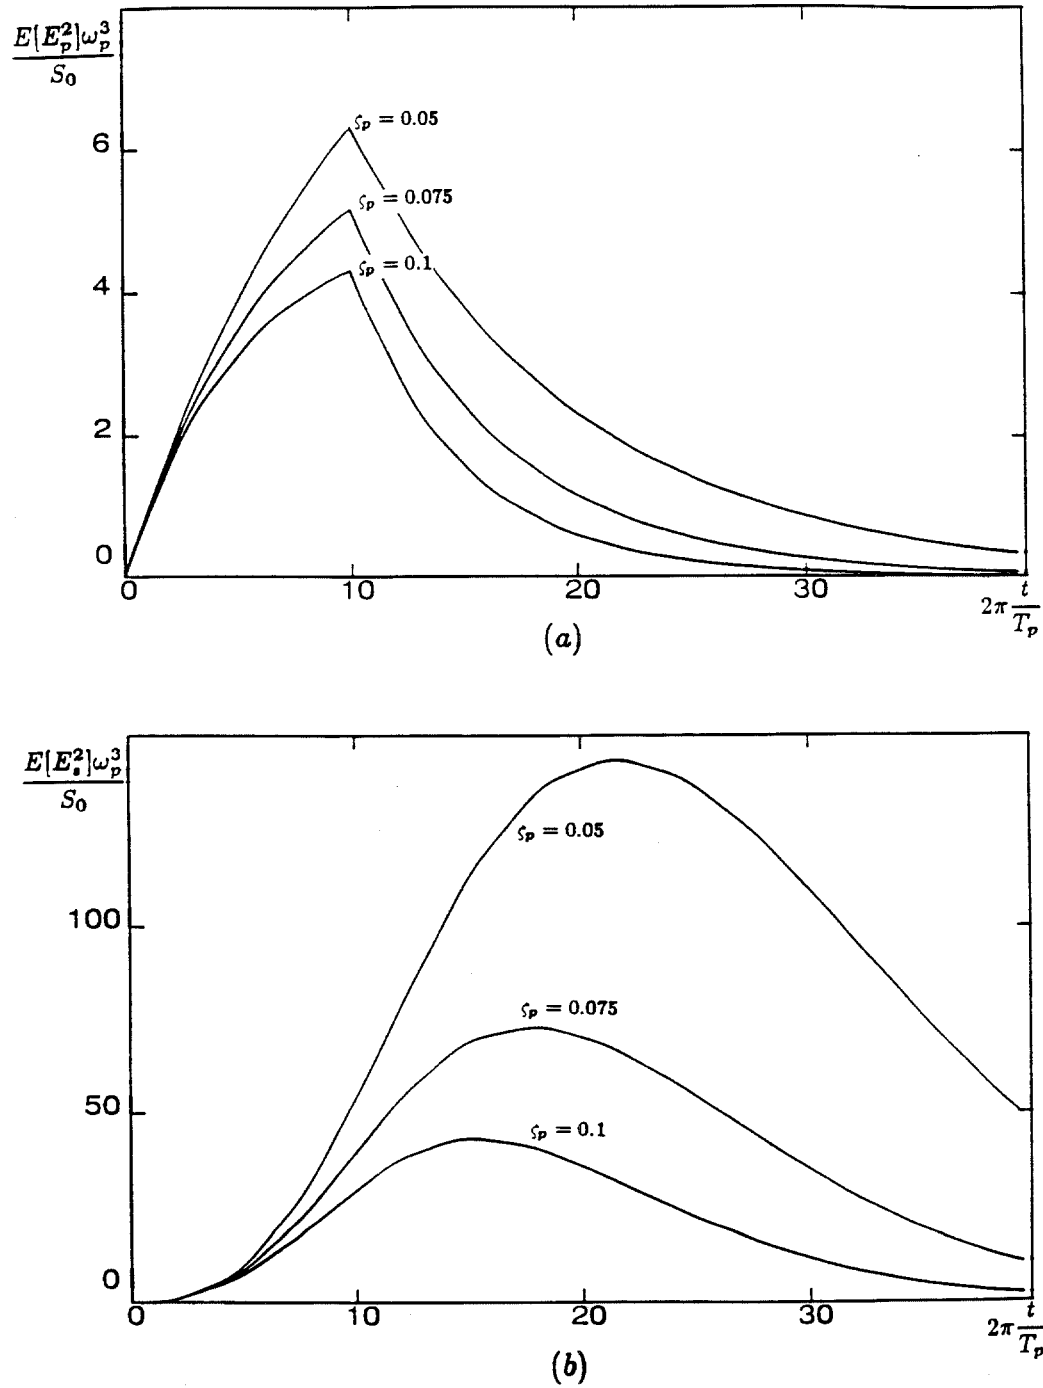 E[E_p^2]ω_p^3
S_0
6
4
2
0
ς_p = 0.05
ς_p = 0.075
ς_p = 0.1
0 10 20 30
2π t/T_p
(a)
E[E_s^2]ω_p^3
S_0
100
50
0
ς_p = 0.05
ς_p = 0.075
ς_p = 0.1
0 10 20 30
2π t/T_p
(b)